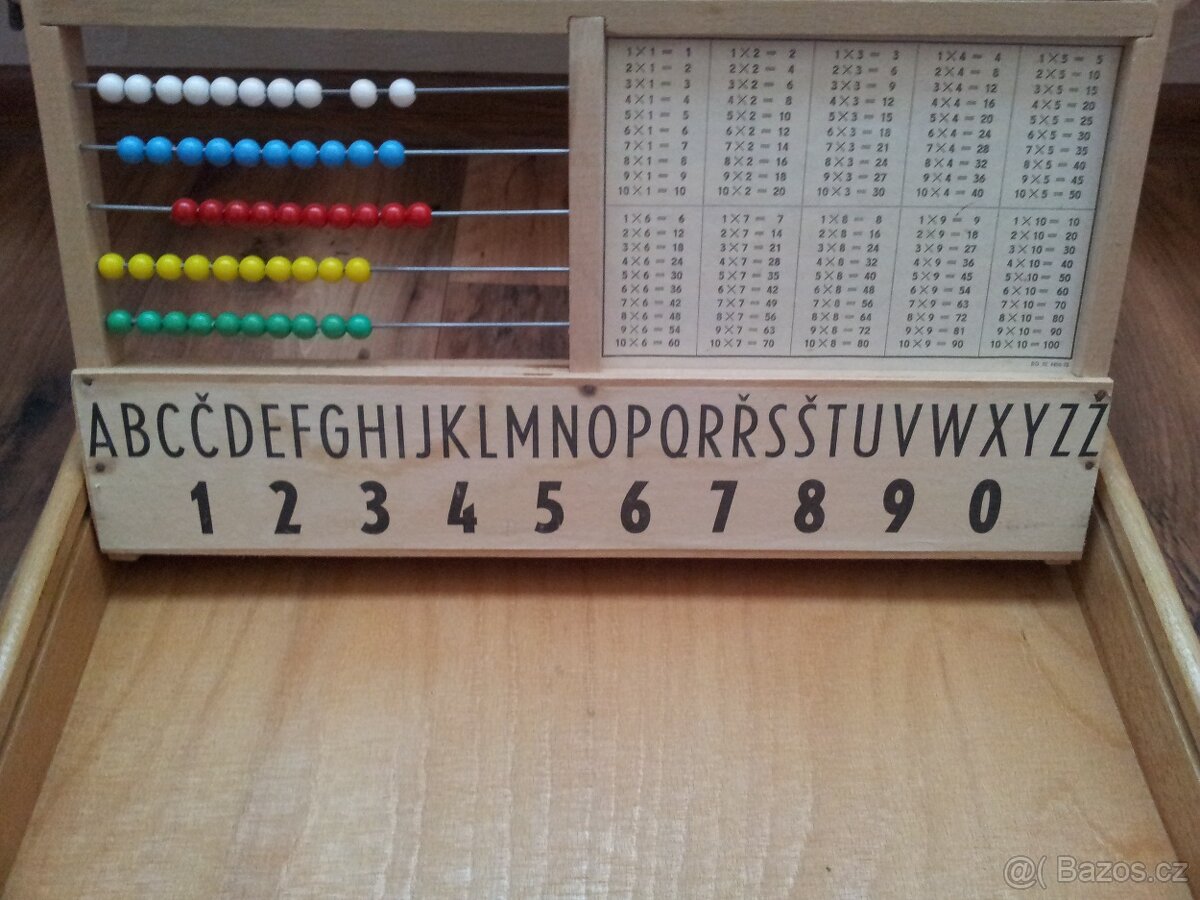 1 × 1 = 1 1 × 2 = 2 1 × 3 = 3 1 × 4 = 4 1 × 5 = 5
2 × 1 = 2 2 × 2 = 4 2 × 3 = 6 2 × 4 = 8 2 × 5 = 10
3 × 1 = 3 3 × 2 = 6 3 × 3 = 9 3 × 4 = 12 3 × 5 = 15
4 × 1 = 4 4 × 2 = 8 4 × 3 = 12 4 × 4 = 16 4 × 5 = 20
5 × 1 = 5 5 × 2 = 10 5 × 3 = 15 5 × 4 = 20 5 × 5 = 25
6 × 1 = 6 6 × 2 = 12 6 × 3 = 18 6 × 4 = 24 6 × 5 = 30
7 × 1 = 7 7 × 2 = 14 7 × 3 = 21 7 × 4 = 28 7 × 5 = 35
8 × 1 = 8 8 × 2 = 16 8 × 3 = 24 8 × 4 = 32 8 × 5 = 40
9 × 1 = 9 9 × 2 = 18 9 × 3 = 27 9 × 4 = 36 9 × 5 = 45
10 × 1 = 10 10 × 2 = 20 10 × 3 = 30 10 × 4 = 40 10 × 5 = 50
1 × 6 = 6 1 × 7 = 7 1 × 8 = 8 1 × 9 = 9 1 × 10 = 10
2 × 6 = 12 2 × 7 = 14 2 × 8 = 16 2 × 9 = 18 2 × 10 = 20
3 × 6 = 18 3 × 7 = 21 3 × 8 = 24 3 × 9 = 27 3 × 10 = 30
4 × 6 = 24 4 × 7 = 28 4 × 8 = 32 4 × 9 = 36 4 × 10 = 40
5 × 6 = 30 5 × 7 = 35 5 × 8 = 40 5 × 9 = 45 5 × 10 = 50
6 × 6 = 36 6 × 7 = 42 6 × 8 = 48 6 × 9 = 54 6 × 10 = 60
7 × 6 = 42 7 × 7 = 49 7 × 8 = 56 7 × 9 = 63 7 × 10 = 70
8 × 6 = 48 8 × 7 = 56 8 × 8 = 64 8 × 9 = 72 8 × 10 = 80
9 × 6 = 54 9 × 7 = 63 9 × 8 = 72 9 × 9 = 81 9 × 10 = 90
10 × 6 = 60 10 × 7 = 70 10 × 8 = 80 10 × 9 = 90 10 × 10 = 100
ABCČDEFGHIJKLMNOPQRŘSŠTUVWXYZŽ
1 2 3 4 5 6 7 8 9 0
@( Bazos.cz